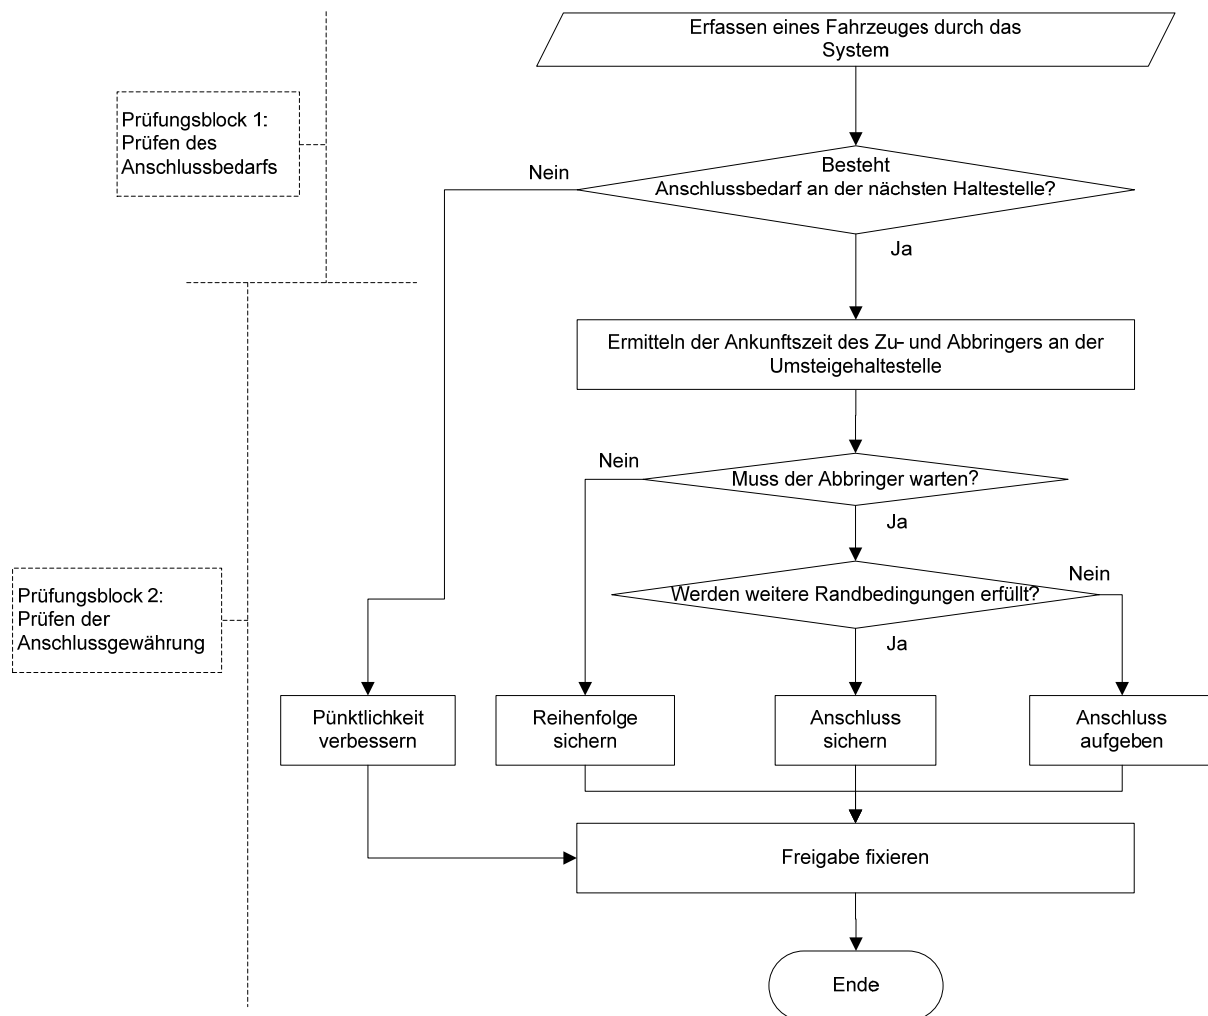 Erfassen eines Fahrzeuges durch das
System
Prüfungsblock 1:
Prüfen des
Anschlussbedarfs
Nein
Besteht
Anschlussbedarf an der nächsten Haltestelle?
Ja
Ermitteln der Ankunftszeit des Zu- und Abbringers an der
Umsteigehaltestelle
Nein
Muss der Abbringer warten?
Ja
Prüfungsblock 2:
Prüfen der
Anschlussgewährung
Werden weitere Randbedingungen erfüllt?
Nein
Ja
Pünktlichkeit
verbessern
Reihenfolge
sichern
Anschluss
sichern
Anschluss
aufgeben
Freigabe fixieren
Ende